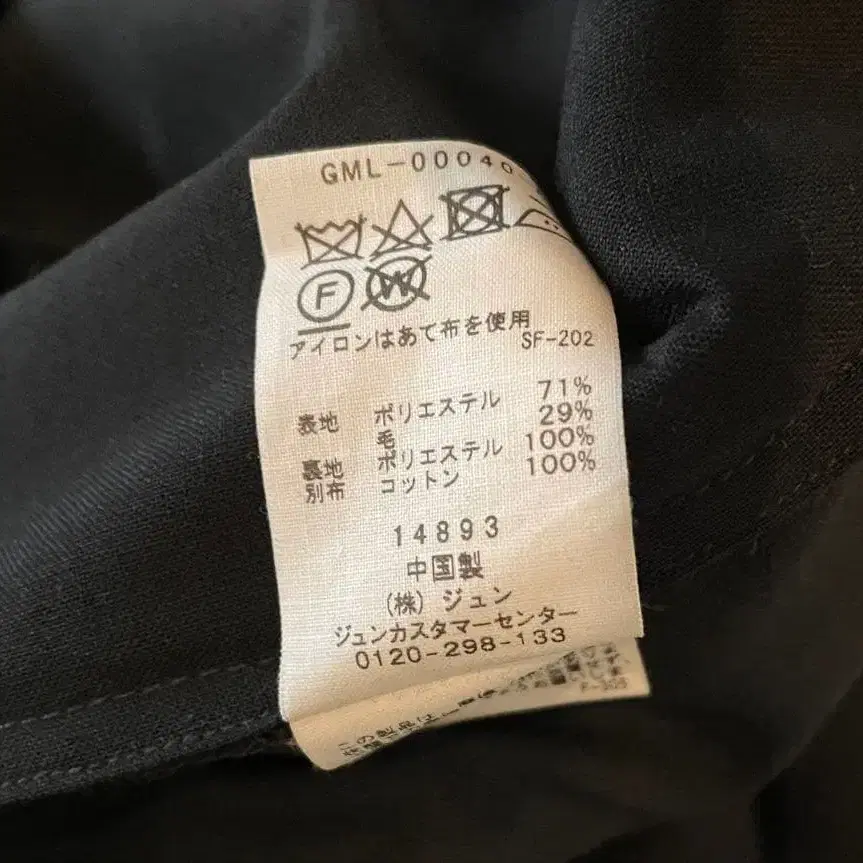 GML-00040
F
W
アイロンはあて布を使用
SF-202
表地 ポリエステル 71%
毛 29%
裏地 ポリエステル 100%
別布 コットン 100%
14893
中国製
(株) ジュン
ジュンカスタマーセンター
0120-298-133